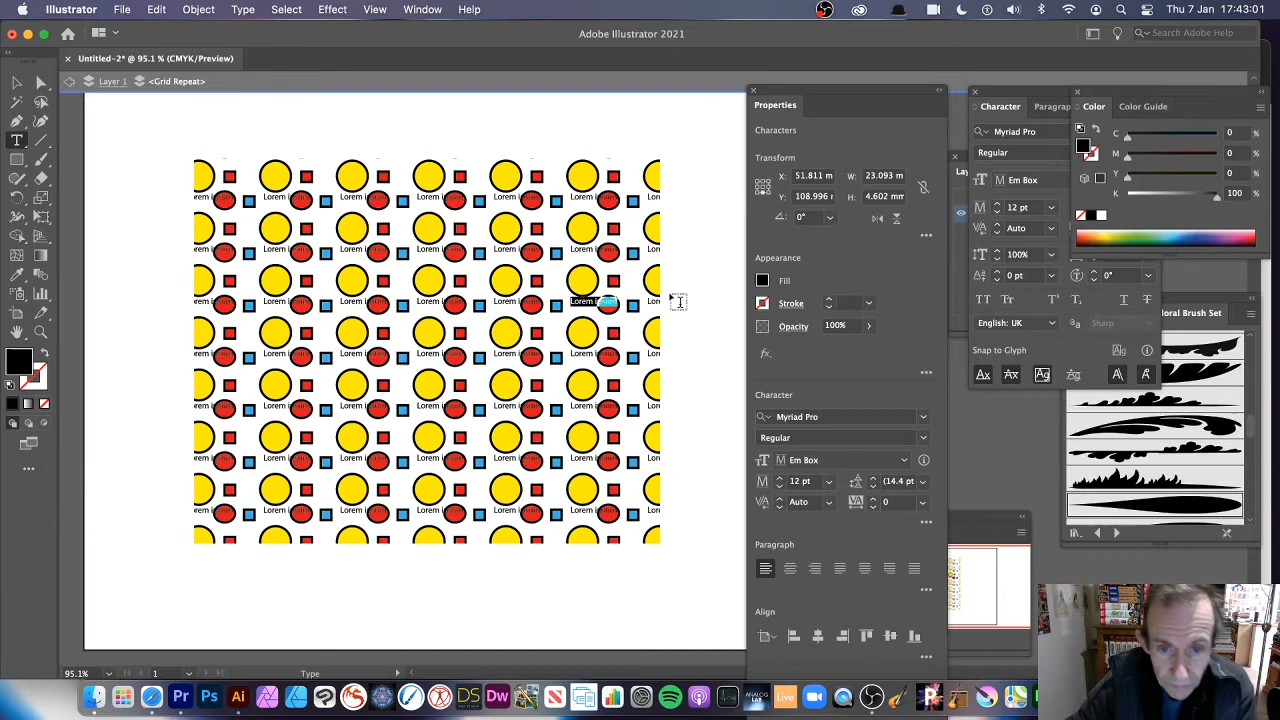 Illustrator File Edit Object Type Select Effect View Window Help Sun 7 Jan 17:43:01
Adobe Illustrator 2021
Search Adobe Help
Untitled-2* @ 95.1 % (CMYK/Preview)
Layer 1 <Grid Repeat>
Properties
Characters
Transform
X: 51.811 m W: 23.093 m
Y: 108.996 H: 4.602 mm
0°
Appearance
Fill
Stroke
Opacity 100%
fx
Character
Myriad Pro
Regular
Em Box
12 pt (14.4 pt
Auto 0
Paragraph
Align
Character Paragraph
Myriad Pro
Regular
Em Box
12 pt
Auto
100%
0 pt 0°
English: UK Sharp
Snap to Glyph
Color Color Guide
C 0 %
M 0 %
Y 0 %
K 100 %
loral Brush Set
Lorem ipsum
95.1% 1 Type